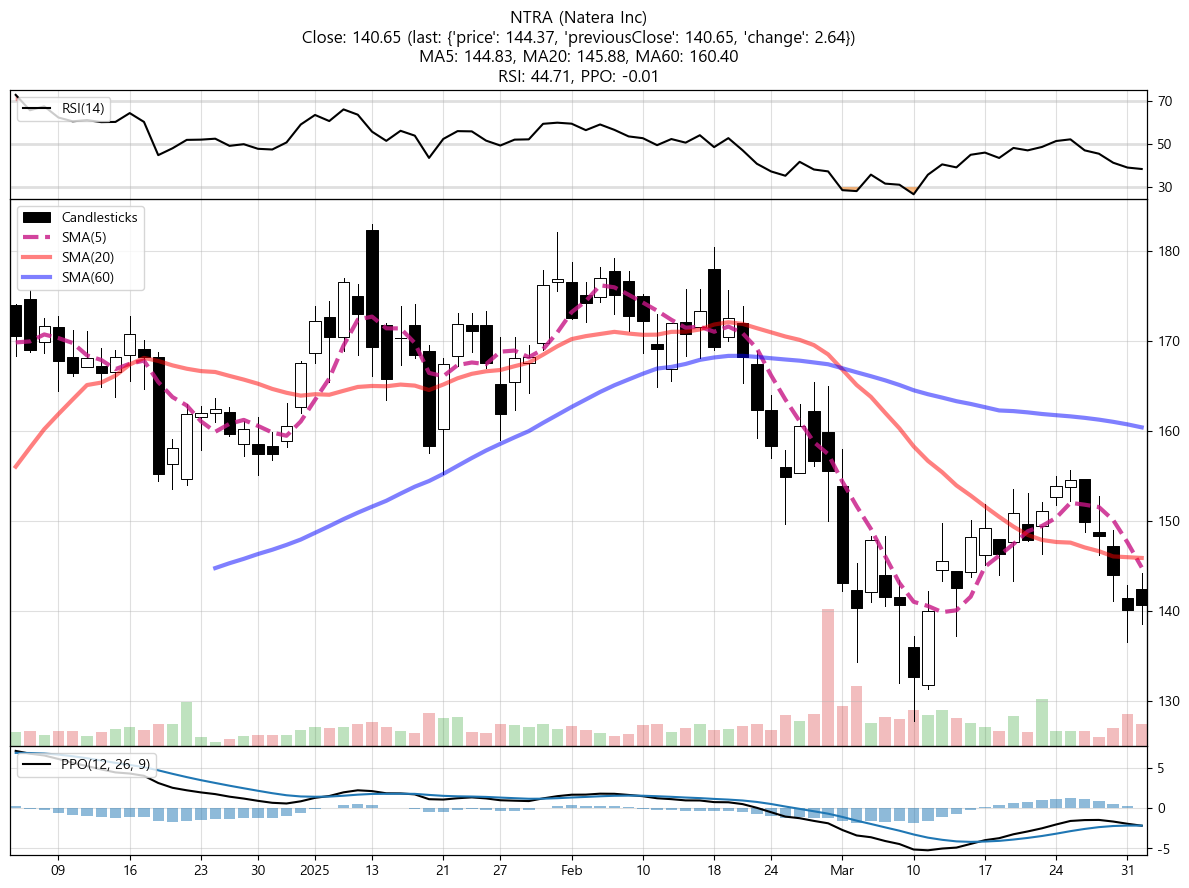 NTRA (Natera Inc)
Close: 140.65 (last: {'price': 144.37, 'previousClose': 140.65, 'change': 2.64})
MA5: 144.83, MA20: 145.88, MA60: 160.40
RSI: 44.71, PPO: -0.01
RSI(14)
70
50
30
Candlesticks
SMA(5)
SMA(20)
SMA(60)
180
170
160
150
140
130
PPO(12, 26, 9)
5
0
-5
09 16 23 30 2025 13 21 27 Feb 10 18 24 Mar 10 17 24 31